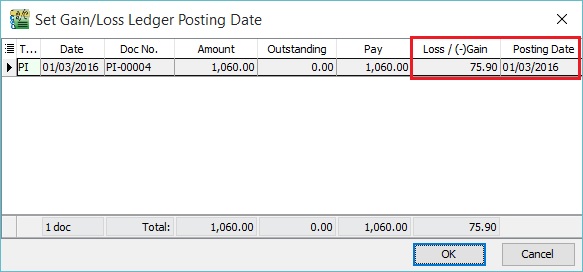 Set Gain/Loss Ledger Posting Date
T... Date Doc No. Amount Outstanding Pay Loss / (-)Gain Posting Date
PI 01/03/2016 PI-00004 1,060.00 0.00 1,060.00 75.90 01/03/2016
1 doc Total: 1,060.00 0.00 1,060.00 75.90
OK Cancel